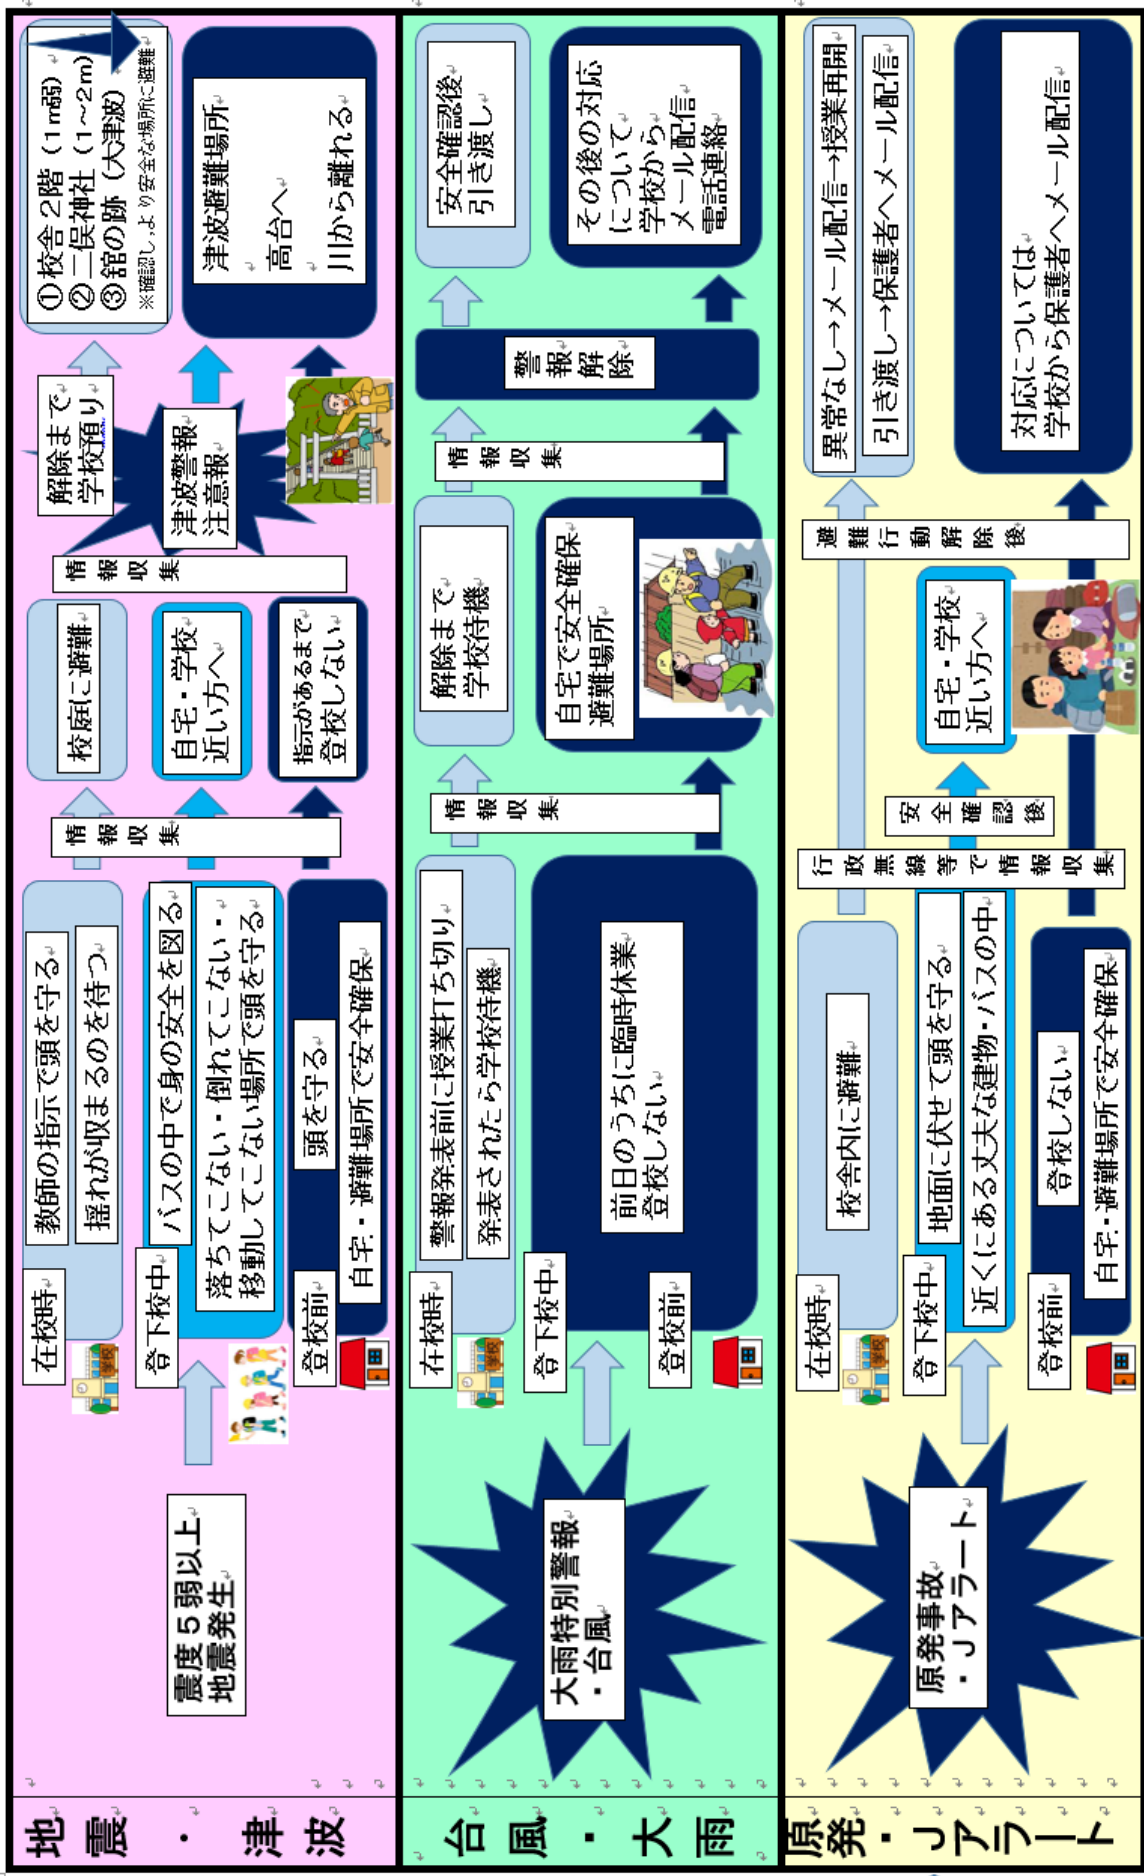 地震・津波
震度５弱以上
地震発生
在校時
教師の指示で頭を守る
揺れが収まるのを待つ
登下校中
バスの中で身の安全を図る
落ちてこない・倒れてこない・
移動してこない場所で頭を守る
登校前
頭を守る
自宅・避難場所で安全確保
情報収集
校庭に避難
自宅・学校
近い方へ
指示があるまで
登校しない
情報収集
解除まで
学校預り
津波警報
注意報
①校舎２階（１ｍ弱）
②二俣神社（１～２ｍ）
③舘の跡（大津波）
※確認し,より安全な場所に避難
津波避難場所
高台へ
川から離れる
台風・大雨
大雨特別警報
・台風
在校時
警報発表前に授業打ち切り
発表されたら学校待機
登下校中
登校前
前日のうちに臨時休業
登校しない
情報収集
解除まで
学校待機
自宅で安全確保
避難場所
情報収集
警報解除
安全確認後
引き渡し
その後の対応
について
学校から
メール配信
電話連絡
原発・Ｊアラート
原発事故
・Ｊアラート
在校時
学校
校舎内に避難
登下校中
地面に伏せて頭を守る
近くにある丈夫な建物・バスの中
登校前
登校しない
自宅・避難場所で安全確保
行政無線等で情報収集
安全確認後
自宅・学校
近い方へ
避難行動解除後
異常なし→メール配信→授業再開
引き渡し→保護者へメール配信
対応については
学校から保護者へメール配信